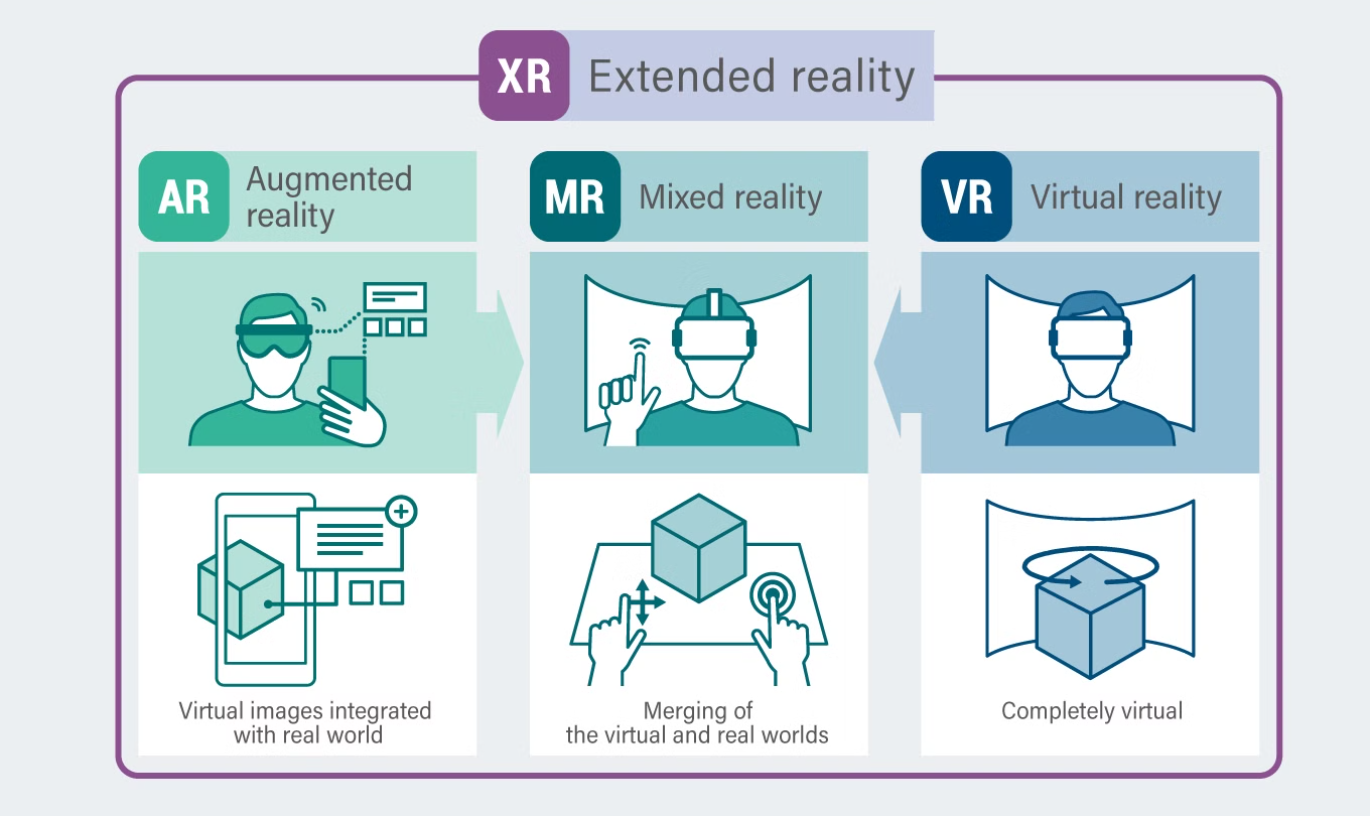 XR Extended reality
AR Augmented
reality
MR Mixed reality
VR Virtual reality
Virtual images integrated
with real world
Merging of
the virtual and real worlds
Completely virtual